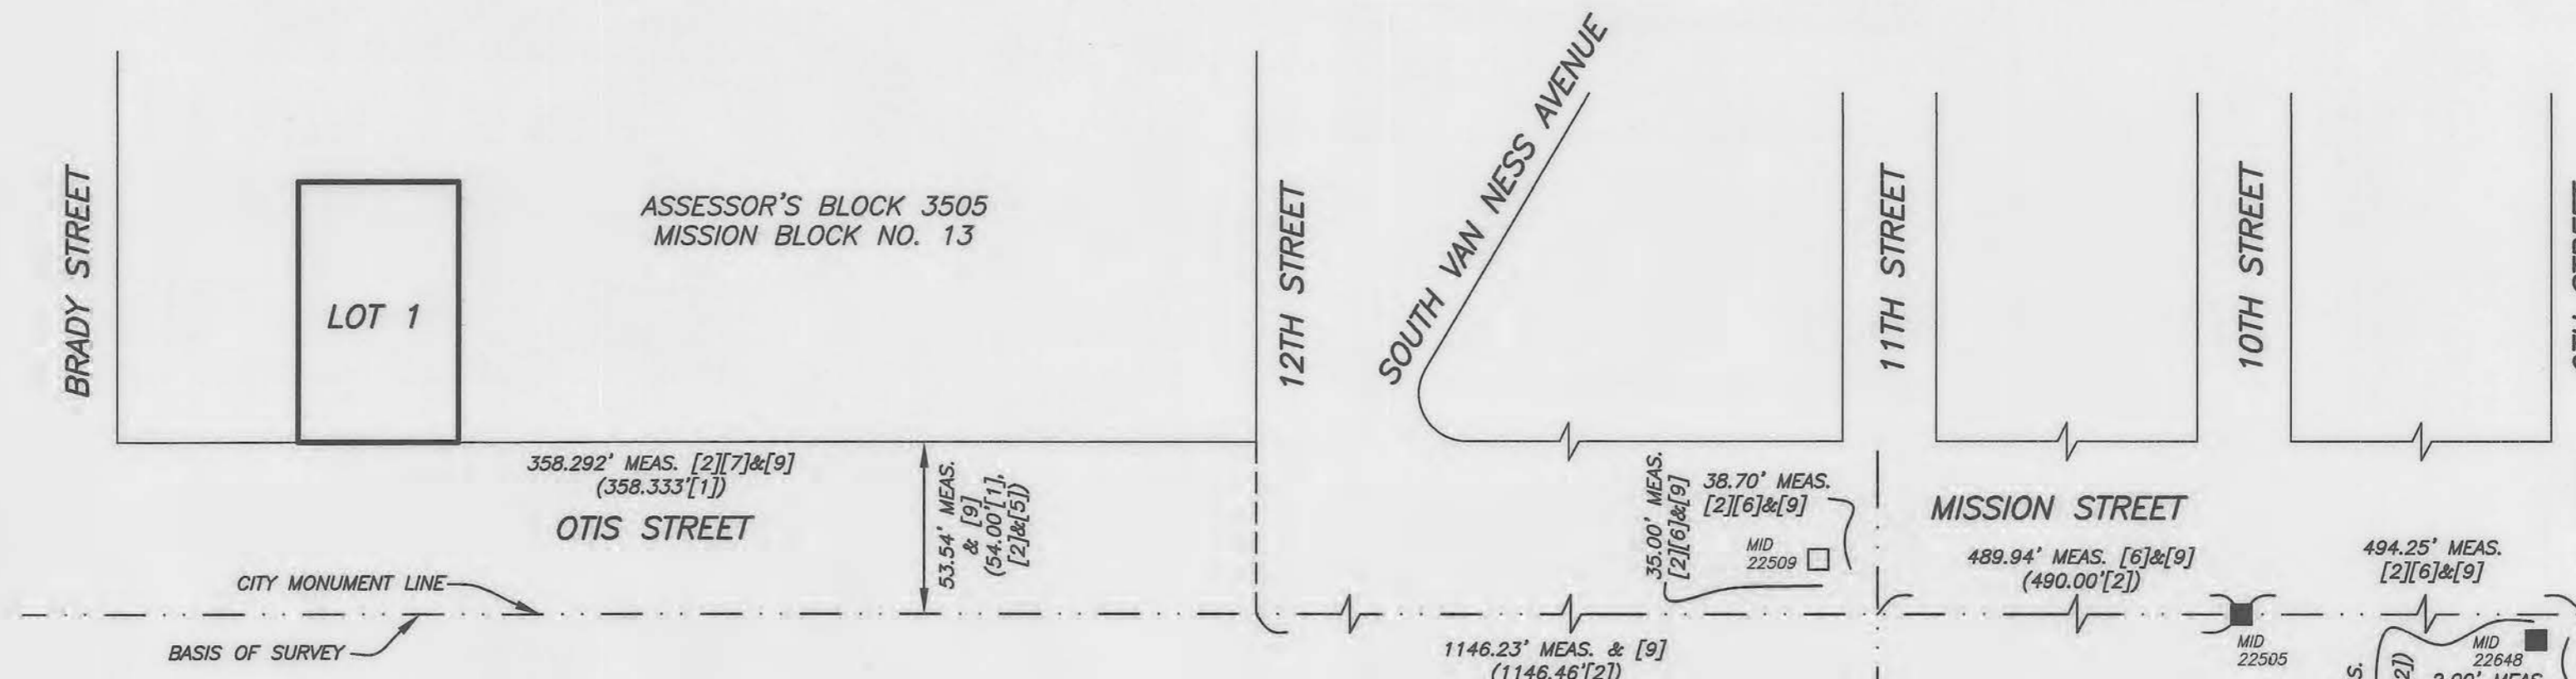 BRADY STREET
LOT 1
ASSESSOR'S BLOCK 3505
MISSION BLOCK NO. 13
12TH STREET
SOUTH VAN NESS AVENUE
11TH STREET
10TH STREET
358.292' MEAS. [2][7]&[9]
(358.333'[1])
OTIS STREET
53.54' MEAS.
& [9]
(54.00'[1],
[2]&[5])
35.00' MEAS.
[2][6]&[9]
38.70' MEAS.
[2][6]&[9]
MID
22509
MISSION STREET
489.94' MEAS. [6]&[9]
(490.00'[2])
494.25' MEAS.
[2][6]&[9]
CITY MONUMENT LINE
BASIS OF SURVEY
1146.23' MEAS. & [9]
(1146.46'[2])
MID
22505
MID
22648